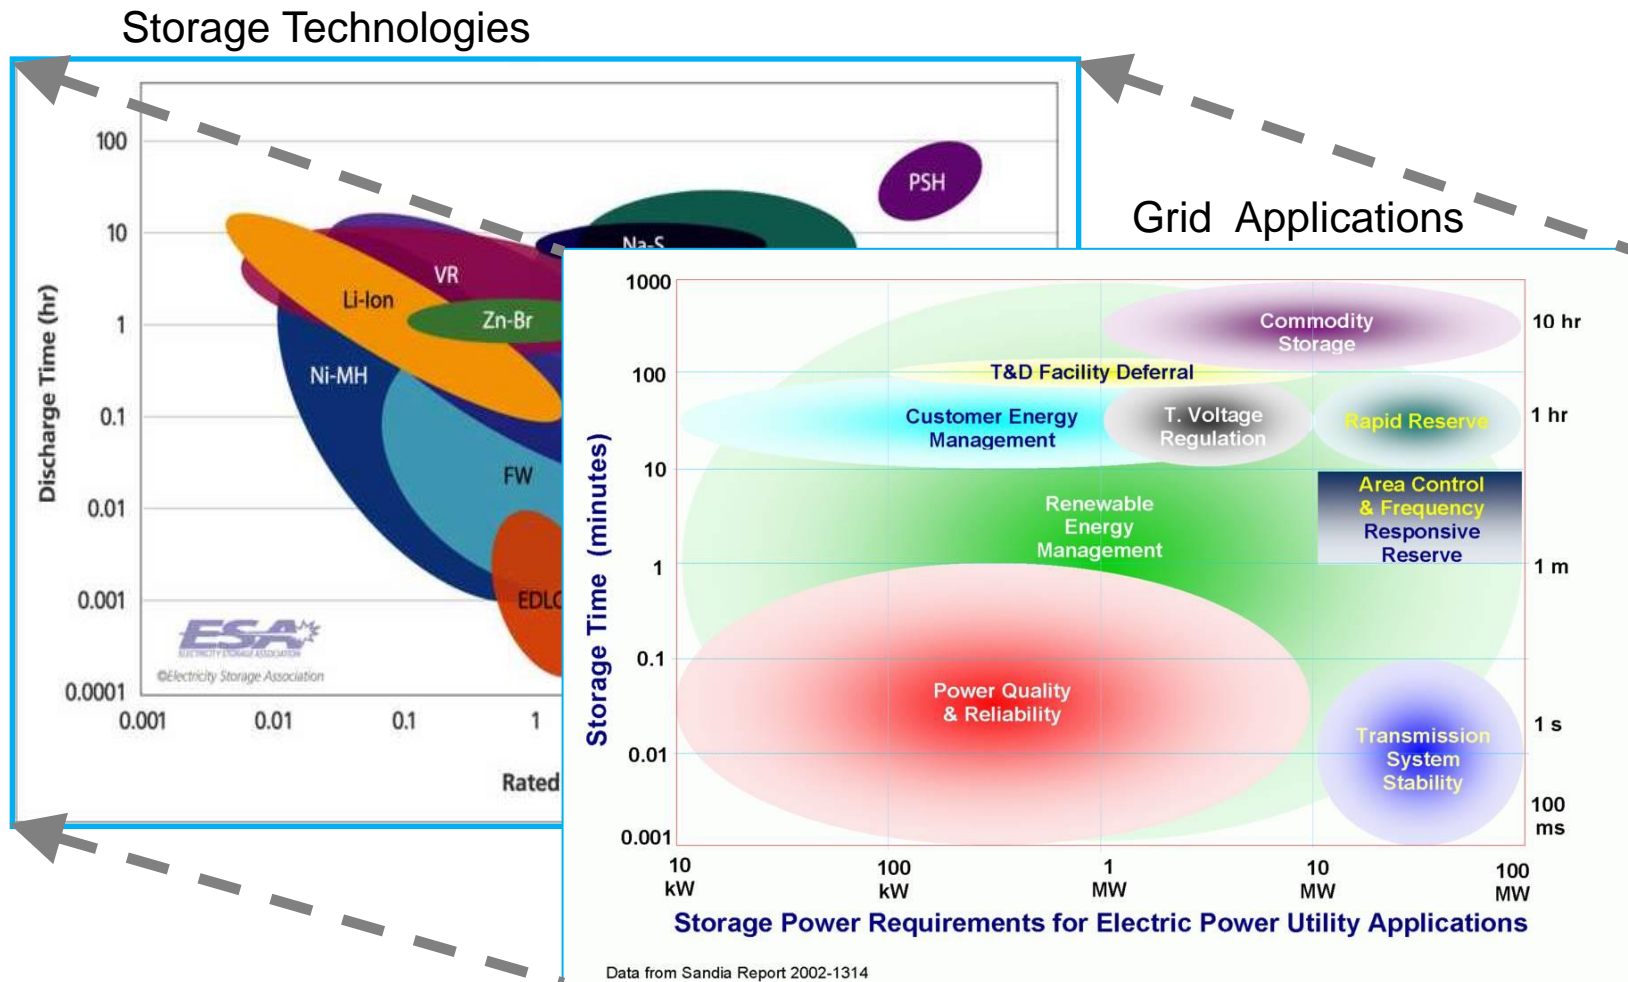 Storage Technologies
Discharge Time (hr)
100
10
1
0.1
0.01
0.001
0.0001
0.001
0.01
0.1
1
PSH
Na-S
VR
Li-Ion
Zn-Br
Ni-MH
FW
EDLC
ESA
ELECTRICITY STORAGE ASSOCIATION
©Electricity Storage Association
Rated
Grid Applications
Storage Time (minutes)
1000
100
10
1
0.1
0.01
0.001
Commodity
Storage
T&D Facility Deferral
Customer Energy
Management
T. Voltage
Regulation
Rapid Reserve
Renewable
Energy
Management
Area Control
& Frequency
Responsive
Reserve
Power Quality
& Reliability
Transmission
System
Stability
10 hr
1 hr
1 m
1 s
100
ms
10
kW
100
kW
1
MW
10
MW
100
MW
Storage Power Requirements for Electric Power Utility Applications
Data from Sandia Report 2002-1314